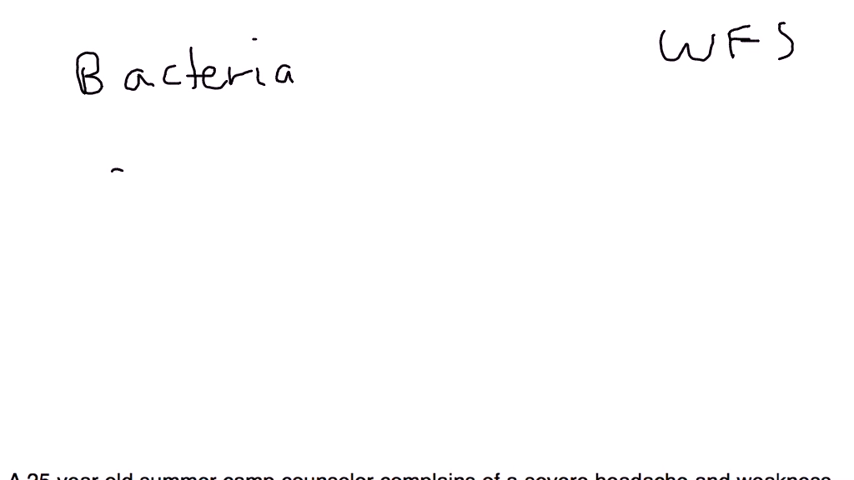 WFS
Bacteria
-
A 25 year old summer camp counselor complains of a severe headache and weakness